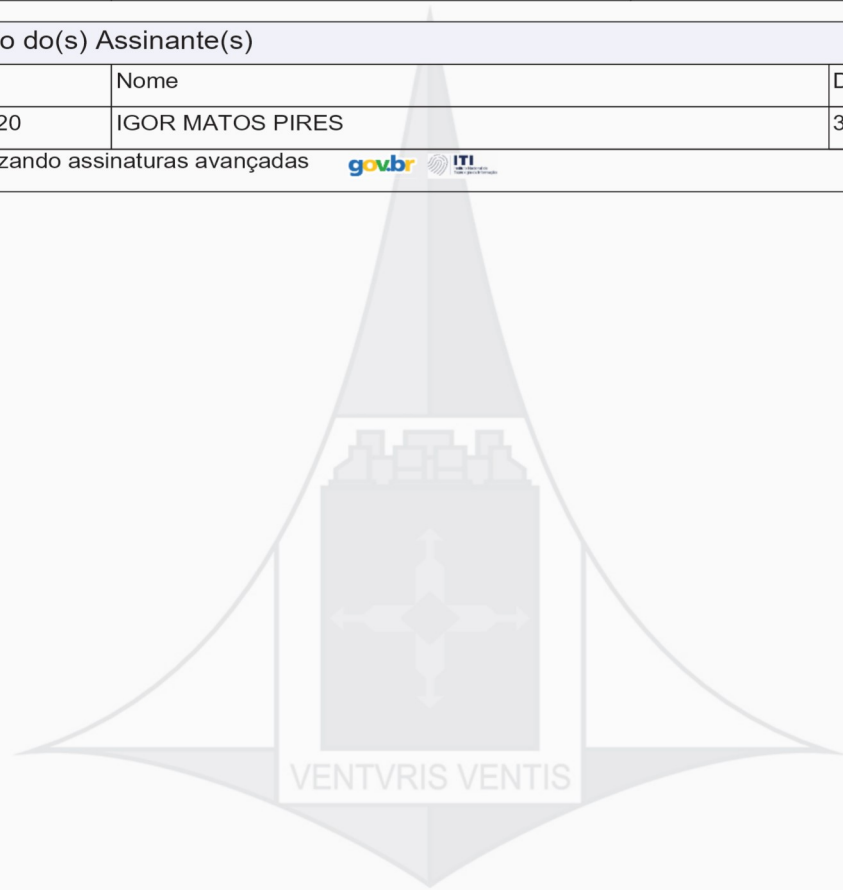 o do(s) Assinante(s)
Nome D
20 IGOR MATOS PIRES 3
zando assinaturas avançadas gov.br ITI
VENTVRIS VENTIS